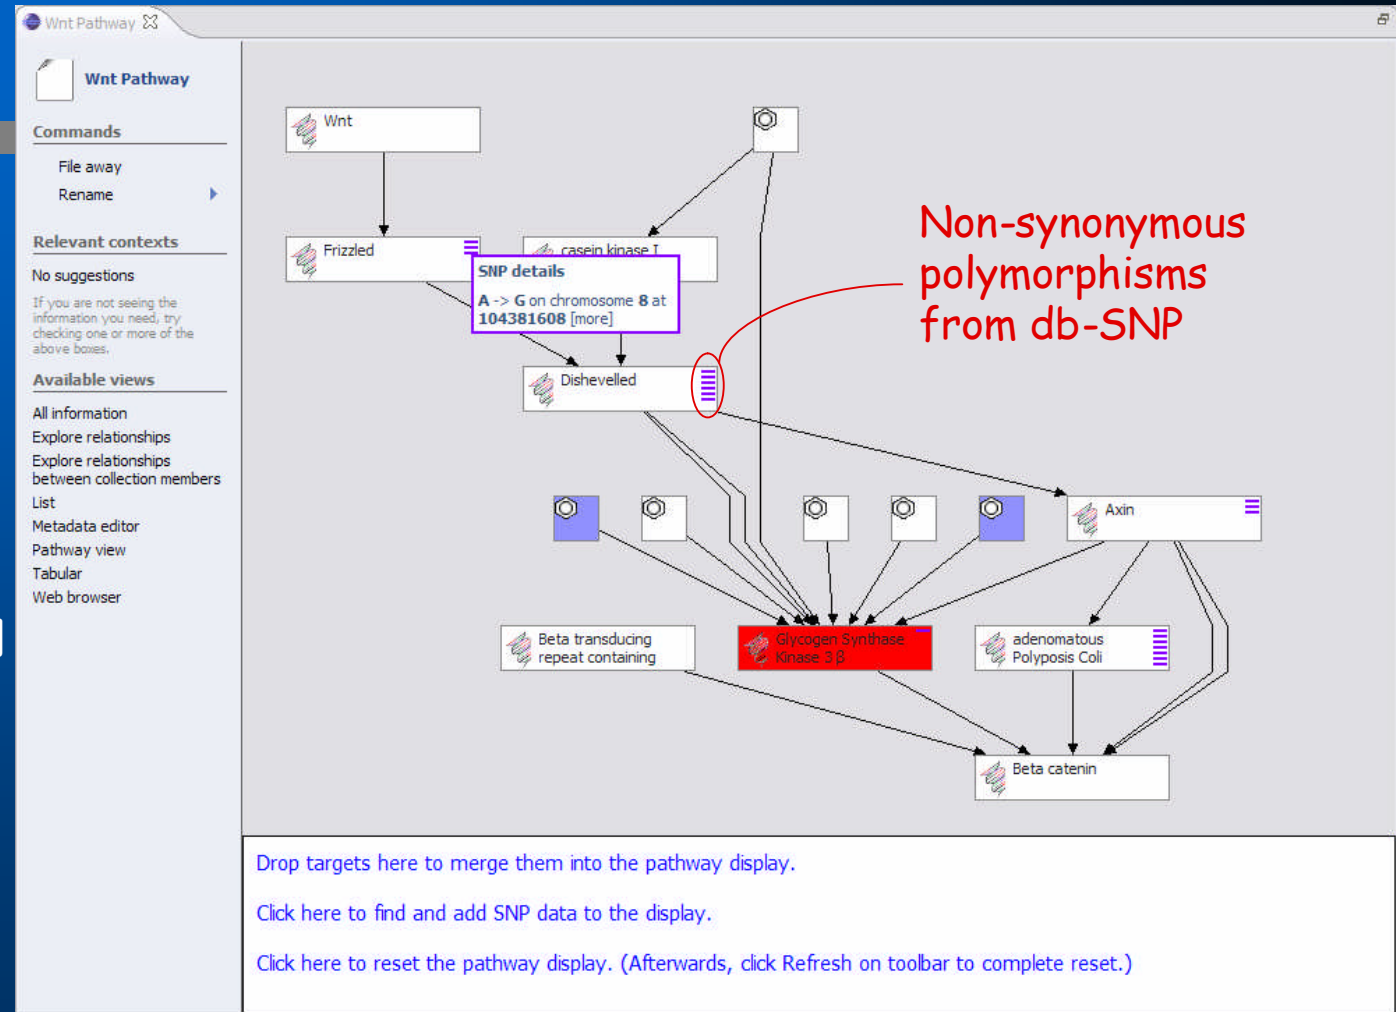 Wnt Pathway
Wnt Pathway
Commands
File away
Rename
Relevant contexts
No suggestions
If you are not seeing the
information you need, try
checking one or more of the
above boxes.
Available views
All information
Explore relationships
Explore relationships
between collection members
List
Metadata editor
Pathway view
Tabular
Web browser
Wnt
Frizzled
casein kinase I
SNP details
A -> G on chromosome 8 at
104381608 [more]
Non-synonymous
polymorphisms
from db-SNP
Dishevelled
Axin
Beta transducing
repeat containing
Glycogen Synthase
Kinase 3β
adenomatous
Polyposis Coli
Beta catenin
Drop targets here to merge them into the pathway display.
Click here to find and add SNP data to the display.
Click here to reset the pathway display. (Afterwards, click Refresh on toolbar to complete reset.)